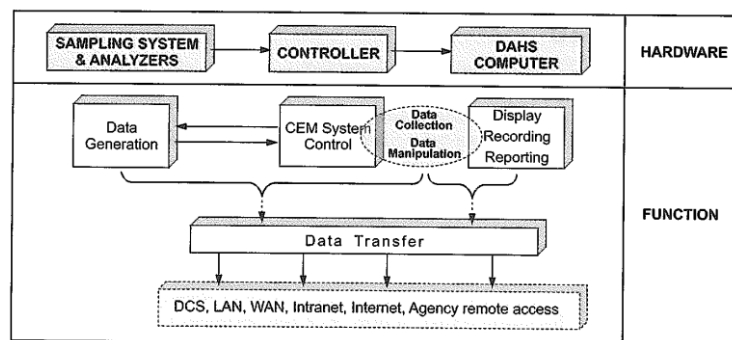 SAMPLING SYSTEM
& ANALYZERS
CONTROLLER
DAHS
COMPUTER
HARDWARE
Data
Generation
CEM System
Control
Data
Collection
Data
Manipulation
Display
Recording
Reporting
FUNCTION
Data Transfer
DCS, LAN, WAN, Intranet, Internet, Agency remote access